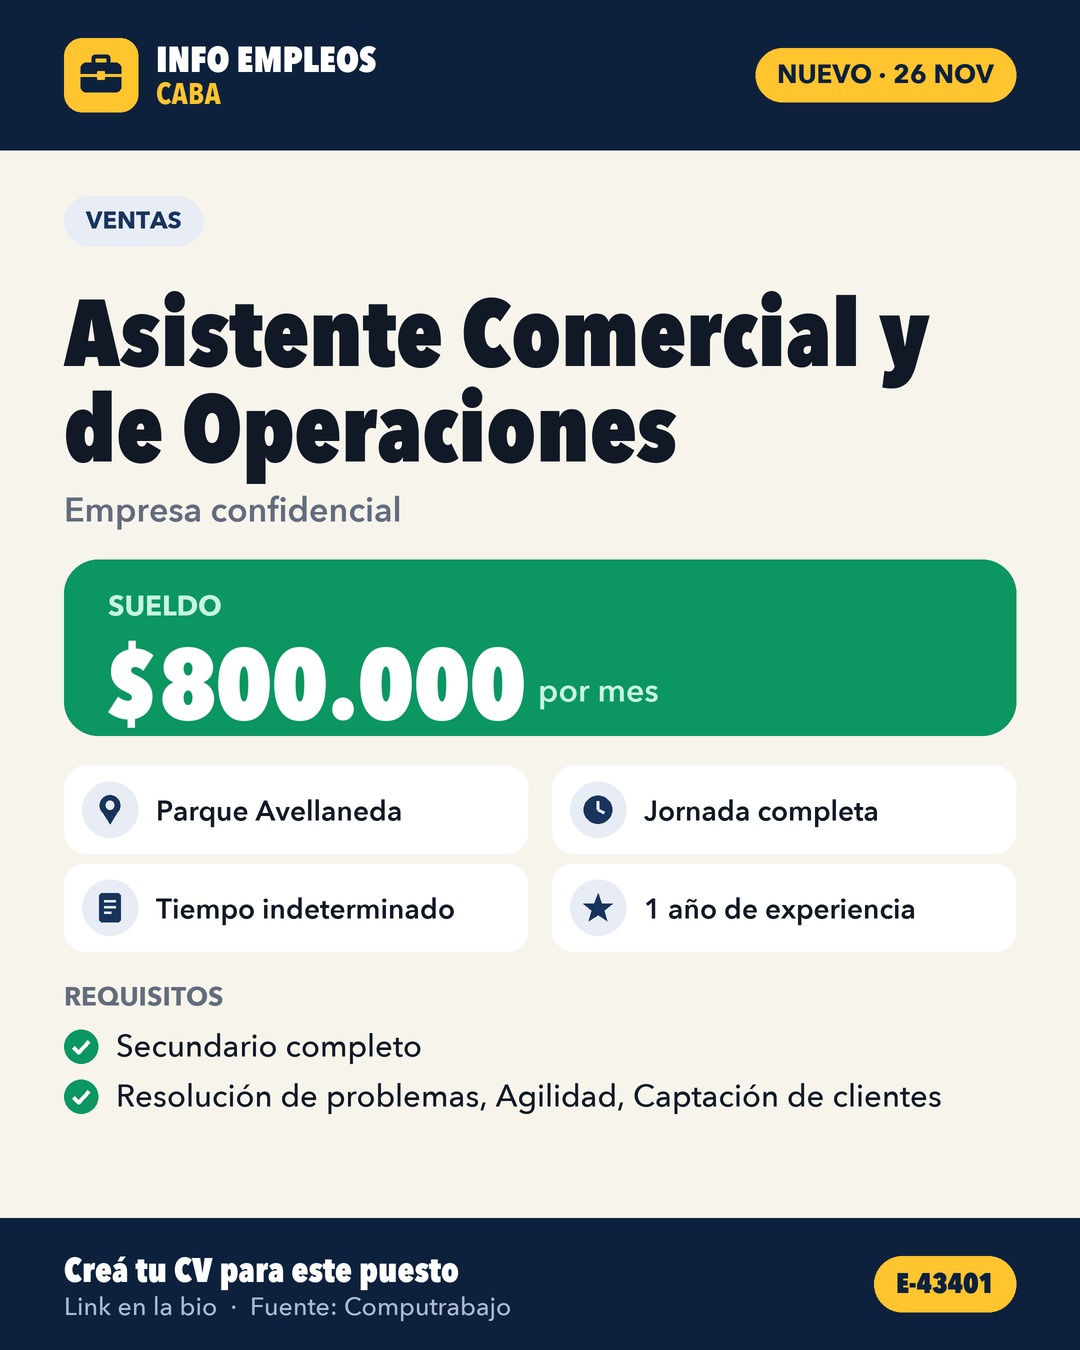 INFO EMPLEOS
CABA
NUEVO · 26 NOV
VENTAS
Asistente Comercial y
de Operaciones
Empresa confidencial
SUELDO
$800.000 por mes
Parque Avellaneda
Jornada completa
Tiempo indeterminado
1 año de experiencia
REQUISITOS
Secundario completo
Resolución de problemas, Agilidad, Captación de clientes
Creá tu CV para este puesto
Link en la bio · Fuente: Computrabajo
E-43401